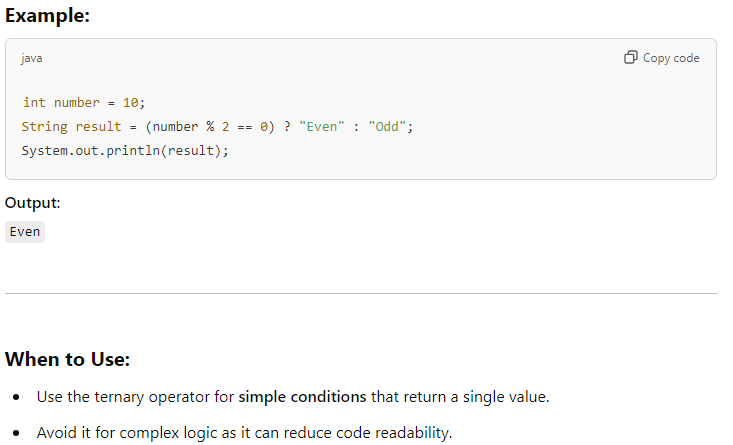 Example:
java
Copy code
int number = 10;
String result = (number % 2 == 0) ? "Even" : "Odd";
System.out.println(result);
Output:
Even
When to Use:
• Use the ternary operator for simple conditions that return a single value.
• Avoid it for complex logic as it can reduce code readability.